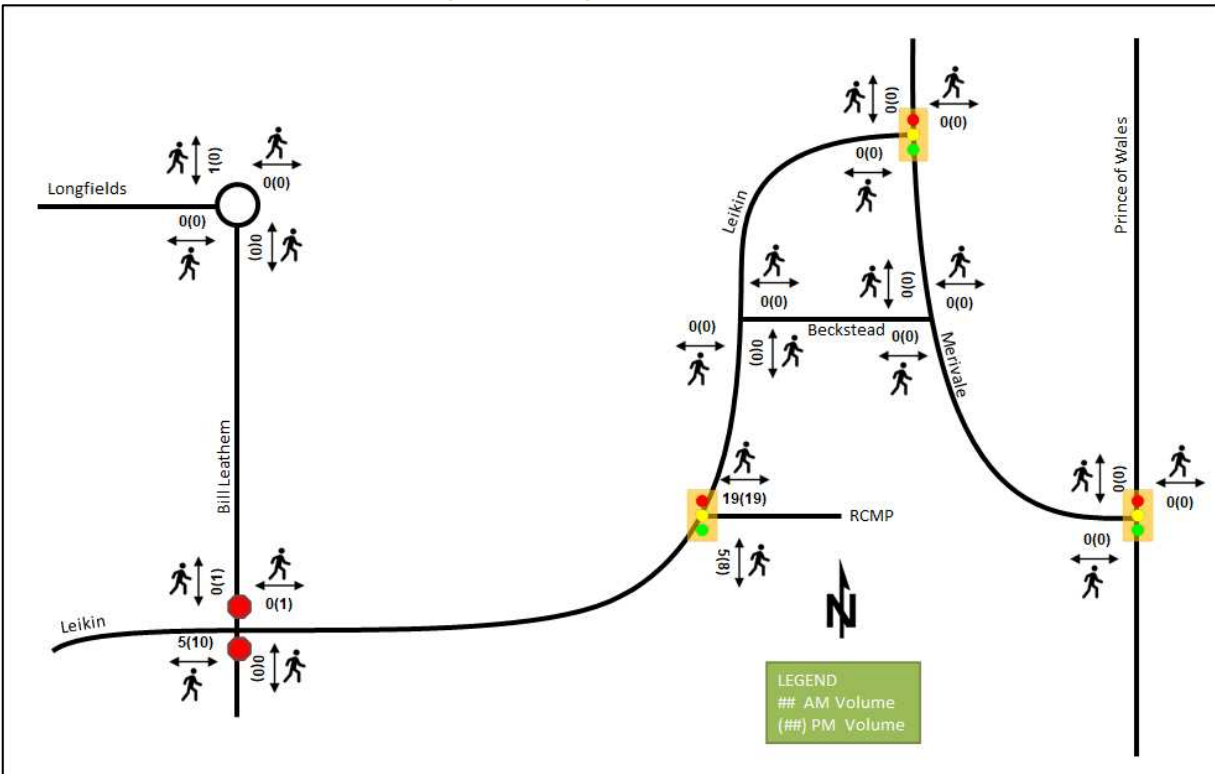 0(0)
0(0)
Prince of Wales
1(0)
0(0)
0(0)
Longfields
Leikin
0(0)
0(0)
0(0)
0(0)
0(0)
0(0)
Beckstead
0(0)
0(0)
0(0)
Merivale
Bill Leathem
19(19)
0(0)
0(0)
RCMP
0(0)
5(8)
N
0(1)
0(1)
Leikin
5(10)
0(0)
LEGEND
## AM Volume
(##) PM Volume